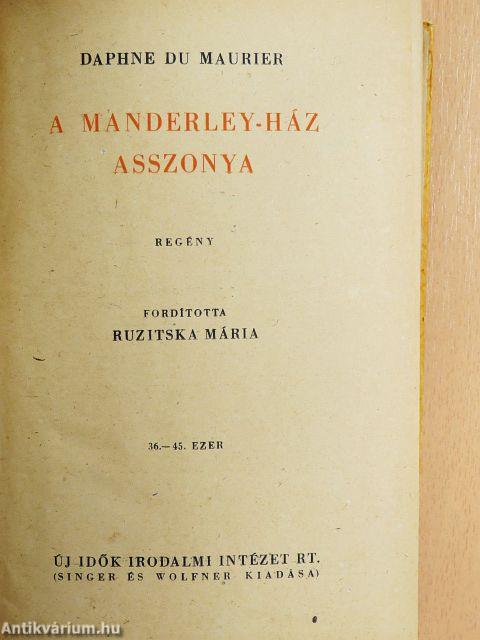 DAPHNE DU MAURIER
A MANDERLEY-HÁZ
ASSZONYA
REGÉNY
FORDÍTOTTA
RUZITSKA MÁRIA
36.—45. EZER
ÚJ IDŐK IRODALMI INTÉZET RT.
(SINGER ÉS WOLFNER KIADÁSA)
Antikvárium.hu